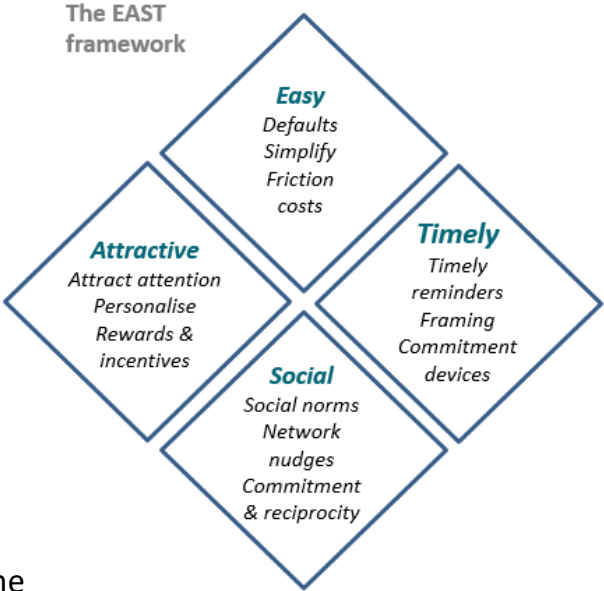 The EAST
framework
Easy
Defaults
Simplify
Friction
costs
Attractive
Attract attention
Personalise
Rewards &
incentives
Timely
Timely
reminders
Framing
Commitment
devices
Social
Social norms
Network
nudges
Commitment
& reciprocity